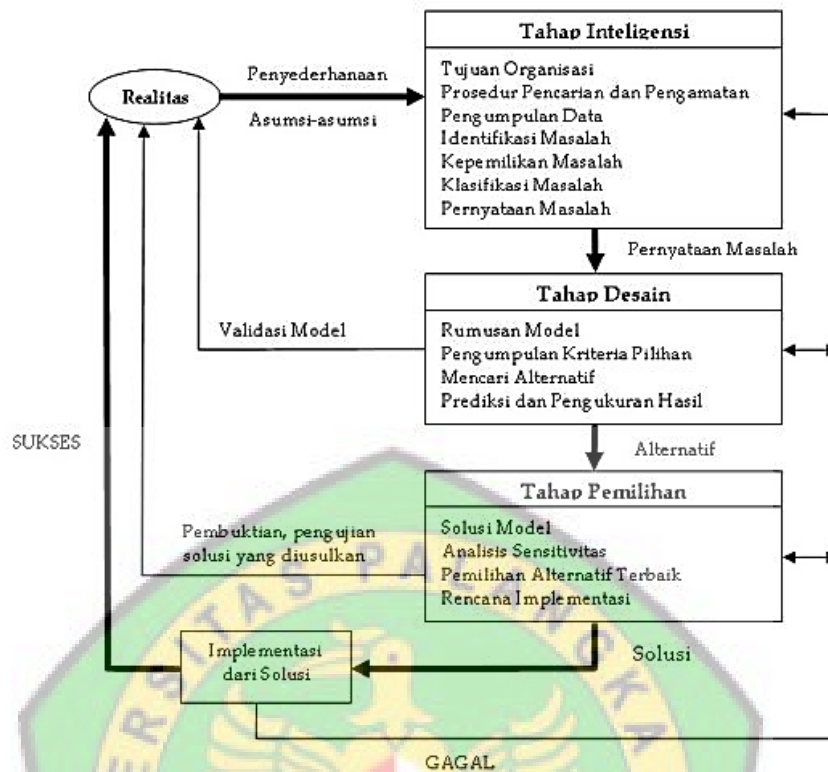 Tahap Inteligensi
Penyederhanaan
Realitas
Asumsi-asumsi
Tujuan Organisasi
Prosedur Pencarian dan Pengamatan
Pengumpulan Data
Identifikasi Masalah
Kepemilikan Masalah
Klasifikasi Masalah
Pernyataan Masalah
Pernyataan Masalah
Tahap Desain
Validasi Model
Rumusan Model
Pengumpulan Kriteria Pilihan
Mencari Alternatif
Prediksi dan Pengukuran Hasil
SUKSES
Alternatif
Tahap Pemilihan
Pembuktian, pengujian
solusi yang diusulkan
Solusi Model
Analisis Sensitivitas
Pemilihan Alternatif Terbaik
Rencana Implementasi
Implementasi
dari Solusi
Solusi
GAGAL
ERSITAS PALANGKA